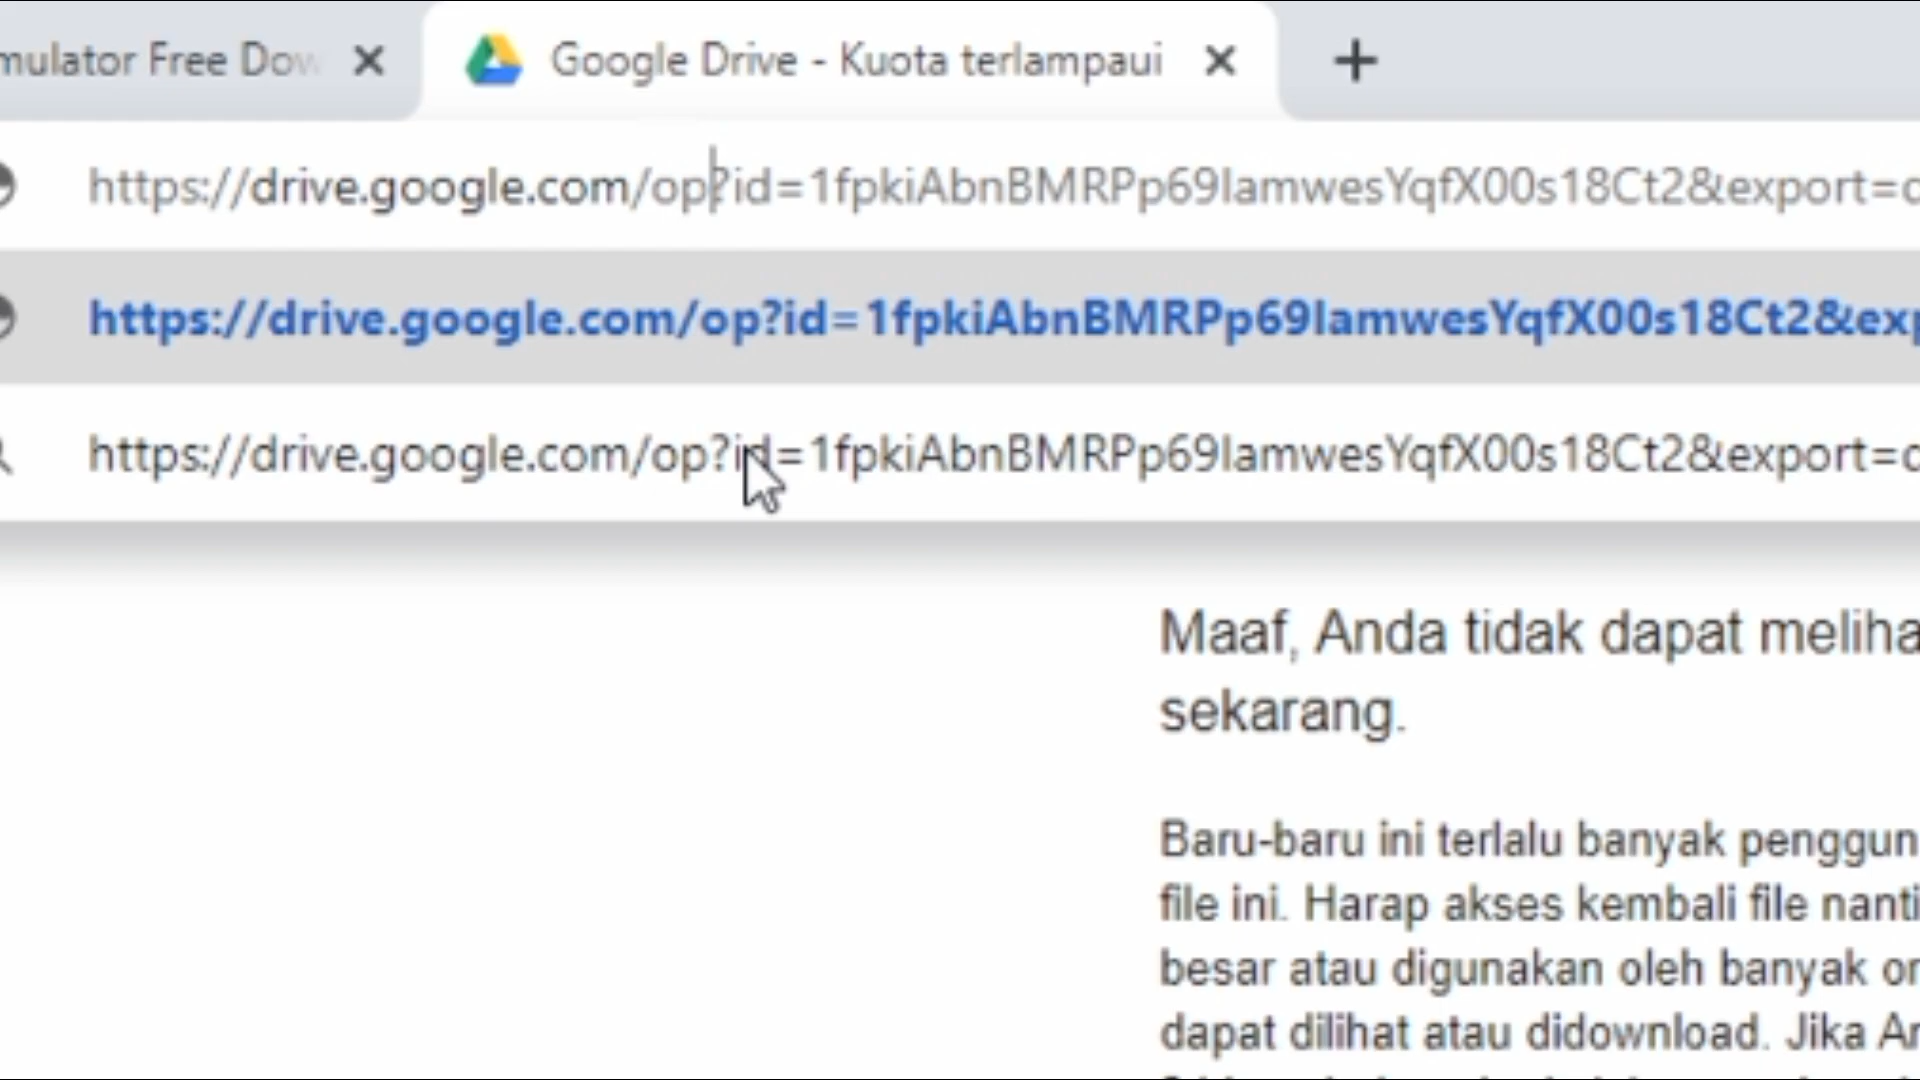 mulator Free Dow
Google Drive - Kuota terlampaui
https://drive.google.com/op?id=1fpkiAbnBMRPp69lamwesYqfX00s18Ct2&export=d
https://drive.google.com/op?id=1fpkiAbnBMRPp69lamwesYqfX00s18Ct2&exp
https://drive.google.com/op?id=1fpkiAbnBMRPp69lamwesYqfX00s18Ct2&export=d
Maaf, Anda tidak dapat meliha
sekarang.
Baru-baru ini terlalu banyak penggun
file ini. Harap akses kembali file nanti
besar atau digunakan oleh banyak or
dapat dilihat atau didownload. Jika An